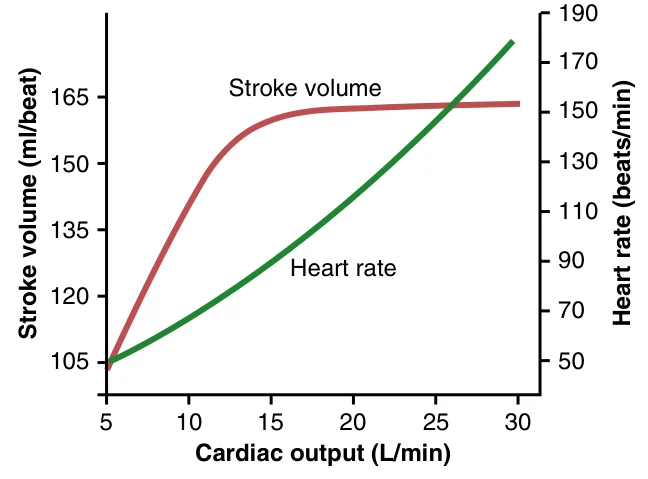 Stroke volume (ml/beat)
165
150
135
120
105
Stroke volume
Heart rate
190
170
150
130
110
90
70
50
Heart rate (beats/min)
5 10 15 20 25 30
Cardiac output (L/min)